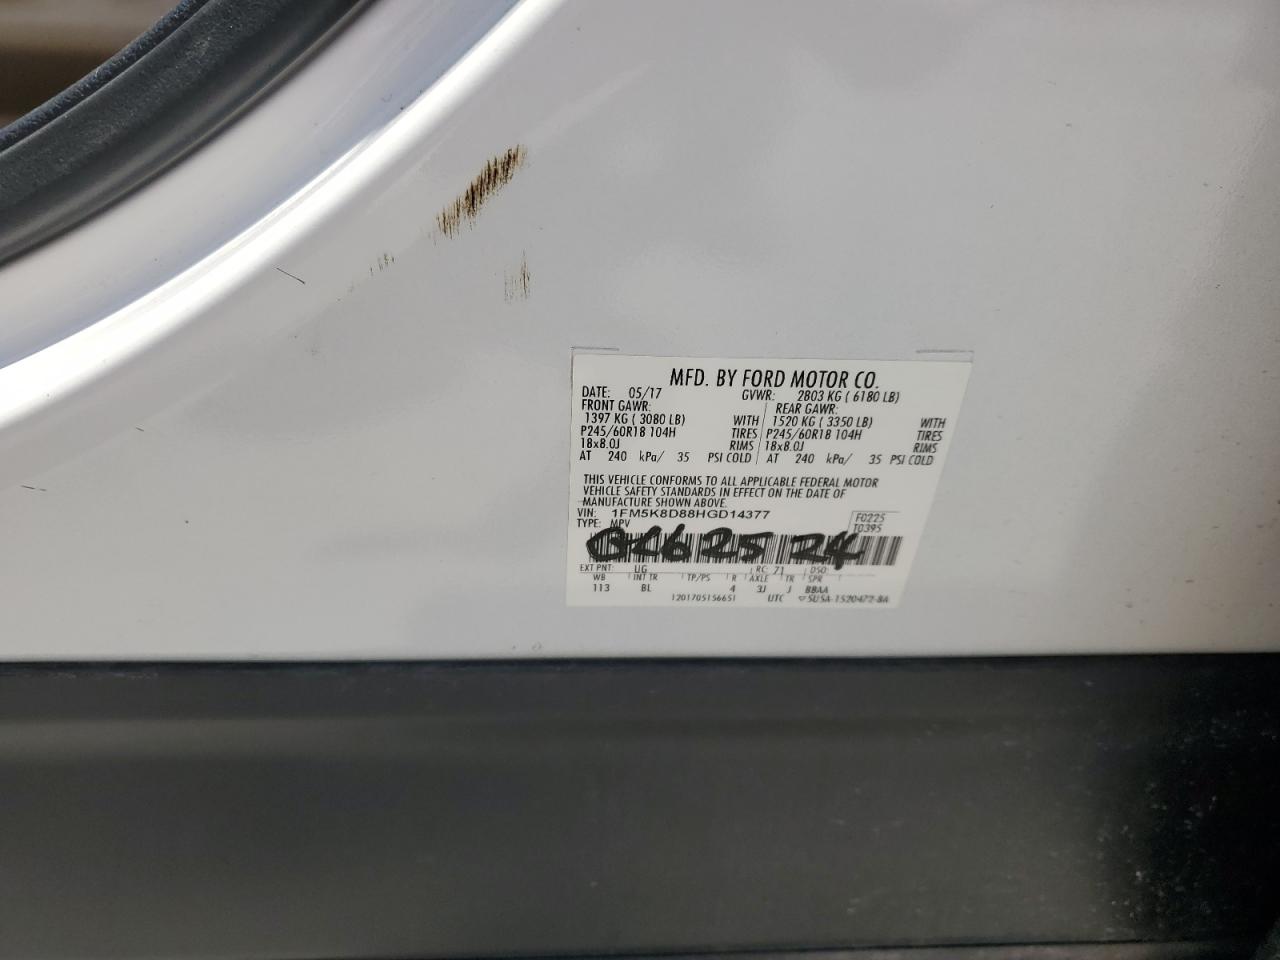 MFD. BY FORD MOTOR CO.
DATE: 05/17 GVWR: 2803 KG ( 6180 LB)
FRONT GAWR: REAR GAWR:
1397 KG ( 3080 LB) WITH 1520 KG ( 3350 LB) WITH
P245/60R18 104H TIRES P245/60R18 104H TIRES
18x8.0J RIMS 18x8.0J RIMS
AT 240 kPa/ 35 PSI COLD AT 240 kPa/ 35 PSI COLD
THIS VEHICLE CONFORMS TO ALL APPLICABLE FEDERAL MOTOR
VEHICLE SAFETY STANDARDS IN EFFECT ON THE DATE OF
MANUFACTURE SHOWN ABOVE.
VIN: 1FM5K8D88HGD14377 F0225
TYPE: MPV T0395
EXT PNT: UG RC: 71 DSO:
WB INT TR TP/PS R AXLE TR SPR
113 BL 4 3J J BBAA
1201705156651 UTC 5U5A-1520472-BA